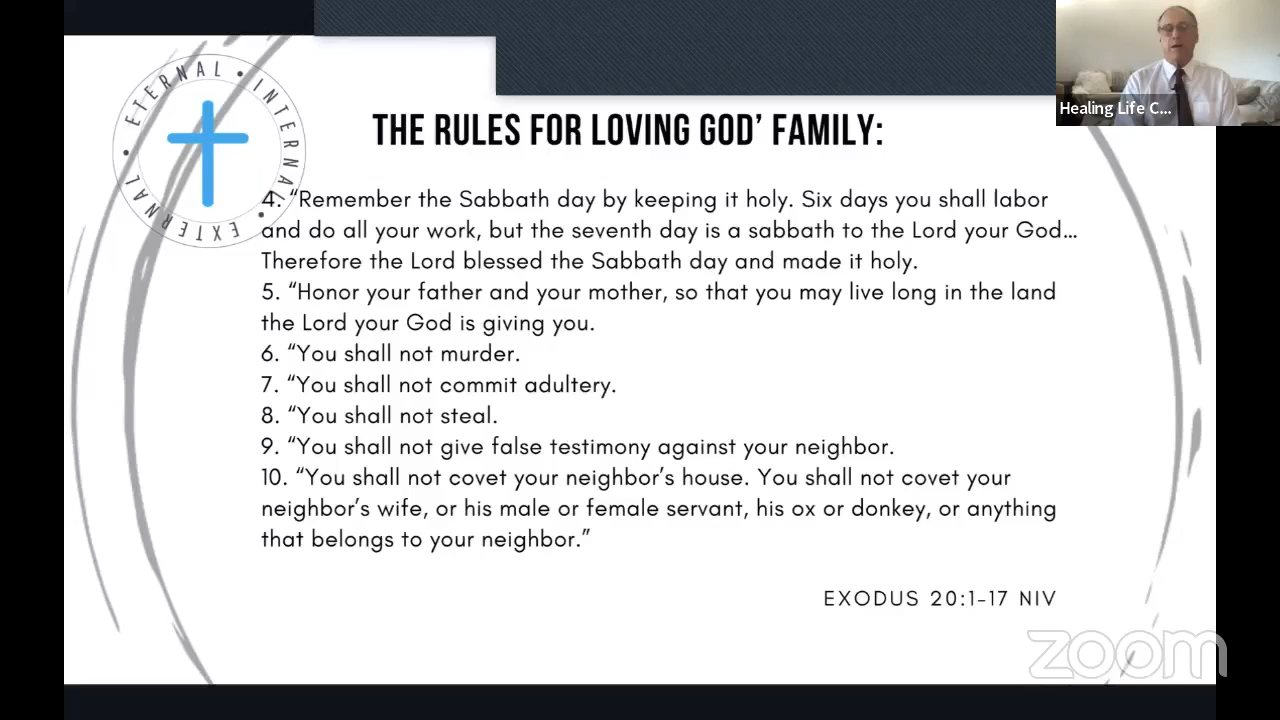 ETERNAL • INTERNAL • EXTERNAL •
Healing Life C...
THE RULES FOR LOVING GOD’ FAMILY:
4. “Remember the Sabbath day by keeping it holy. Six days you shall labor
and do all your work, but the seventh day is a sabbath to the Lord your God…
Therefore the Lord blessed the Sabbath day and made it holy.
5. “Honor your father and your mother, so that you may live long in the land
the Lord your God is giving you.
6. “You shall not murder.
7. “You shall not commit adultery.
8. “You shall not steal.
9. “You shall not give false testimony against your neighbor.
10. “You shall not covet your neighbor’s house. You shall not covet your
neighbor’s wife, or his male or female servant, his ox or donkey, or anything
that belongs to your neighbor.”
EXODUS 20:1-17 NIV
zoom